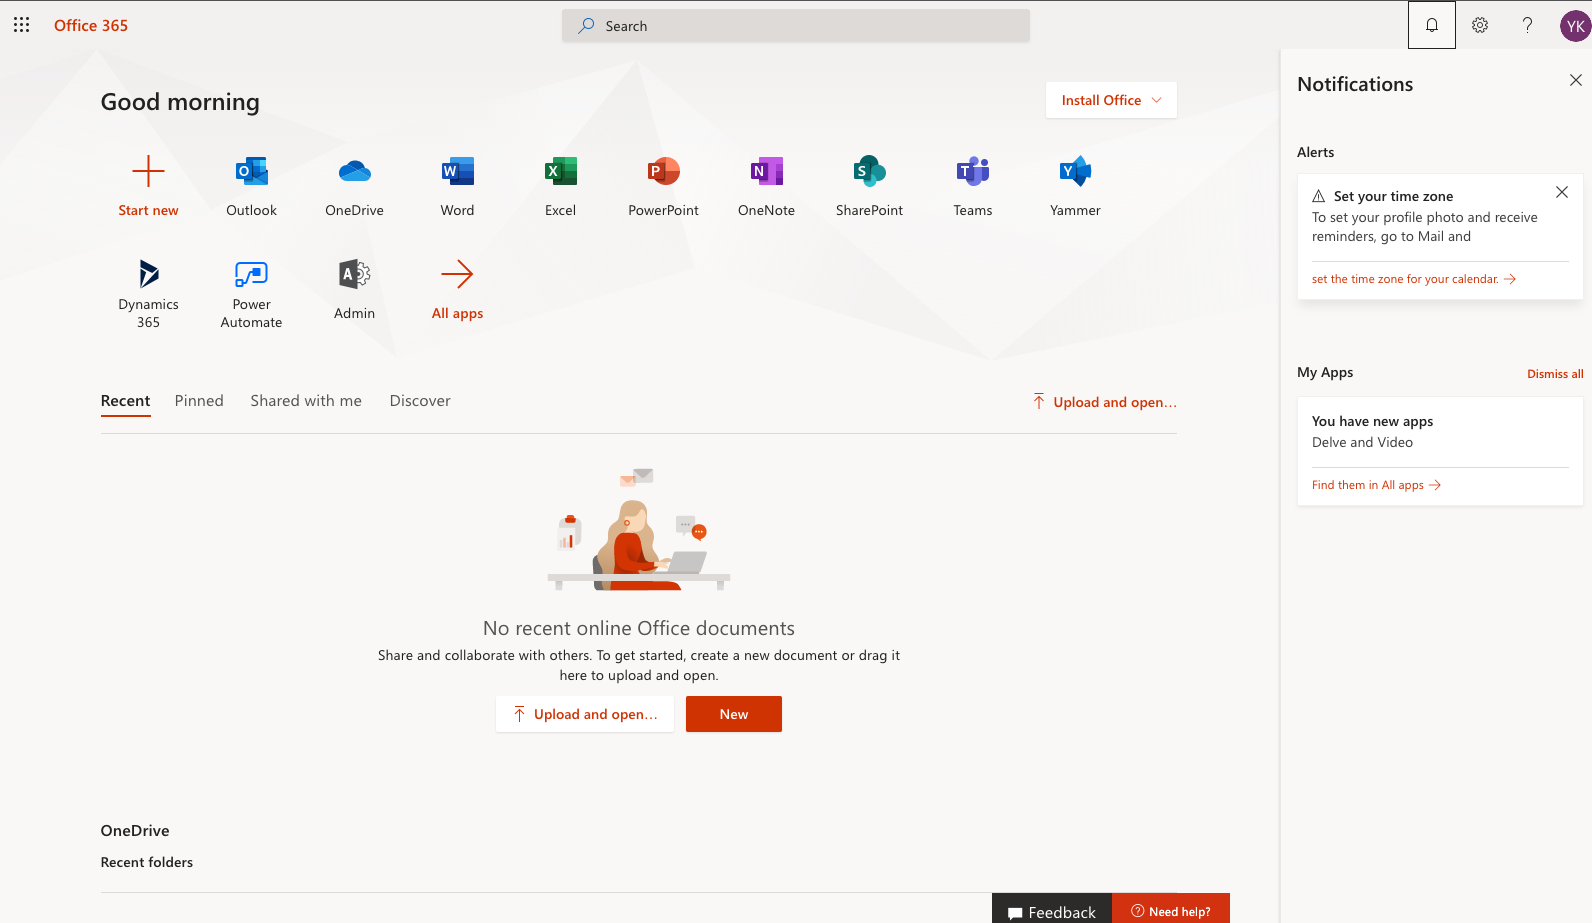 Office 365
Search
YK
Good morning
Install Office
Start new
Outlook
OneDrive
Word
Excel
PowerPoint
OneNote
SharePoint
Teams
Yammer
Dynamics
365
Power
Automate
Admin
All apps
Recent
Pinned
Shared with me
Discover
Upload and open...
No recent online Office documents
Share and collaborate with others. To get started, create a new document or drag it
here to upload and open.
Upload and open...
New
OneDrive
Recent folders
Feedback
Need help?
Notifications
Alerts
Set your time zone
To set your profile photo and receive
reminders, go to Mail and
set the time zone for your calendar.
My Apps
Dismiss all
You have new apps
Delve and Video
Find them in All apps